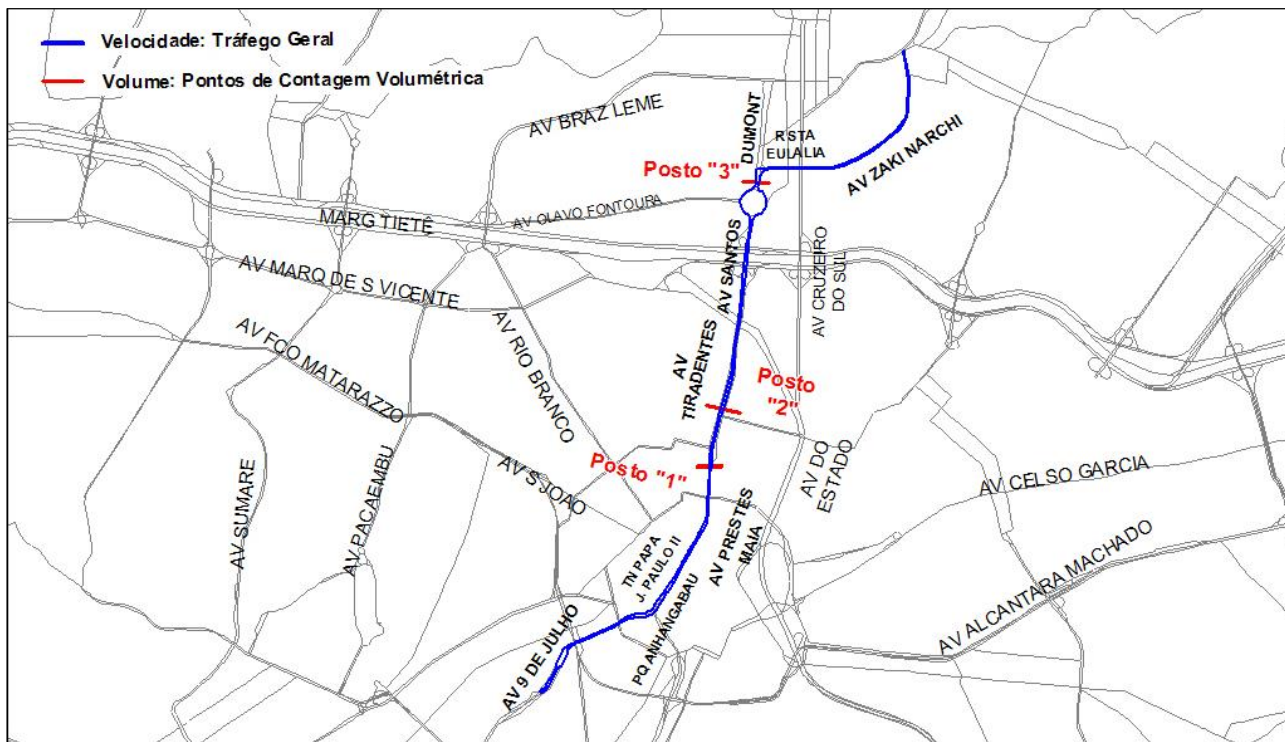 Velocidade: Tráfego Geral
Volume: Pontos de Contagem Volumétrica
AV BRAZ LEME
DUMONT
R STA
EULALIA
AV ZAKI NARCHI
Posto "3"
AV OLAVO FONTOURA
MARG TIETÊ
AV SANTOS
AV CRUZEIRO
DO SUL
AV MARQ DE S VICENTE
AV FCO MATARAZZO
AV RIO BRANCO
AV
TIRADENTES
Posto
"2"
AV SUMARE
AV PACAEMBU
AV S JOAO
Posto "1"
AV DO
ESTADO
AV CELSO GARCIA
AV PRESTES
MAIA
TN PAPA
J. PAULO II
AV ALCANTARA MACHADO
AV 9 DE JULHO
PQ ANHANGABAU